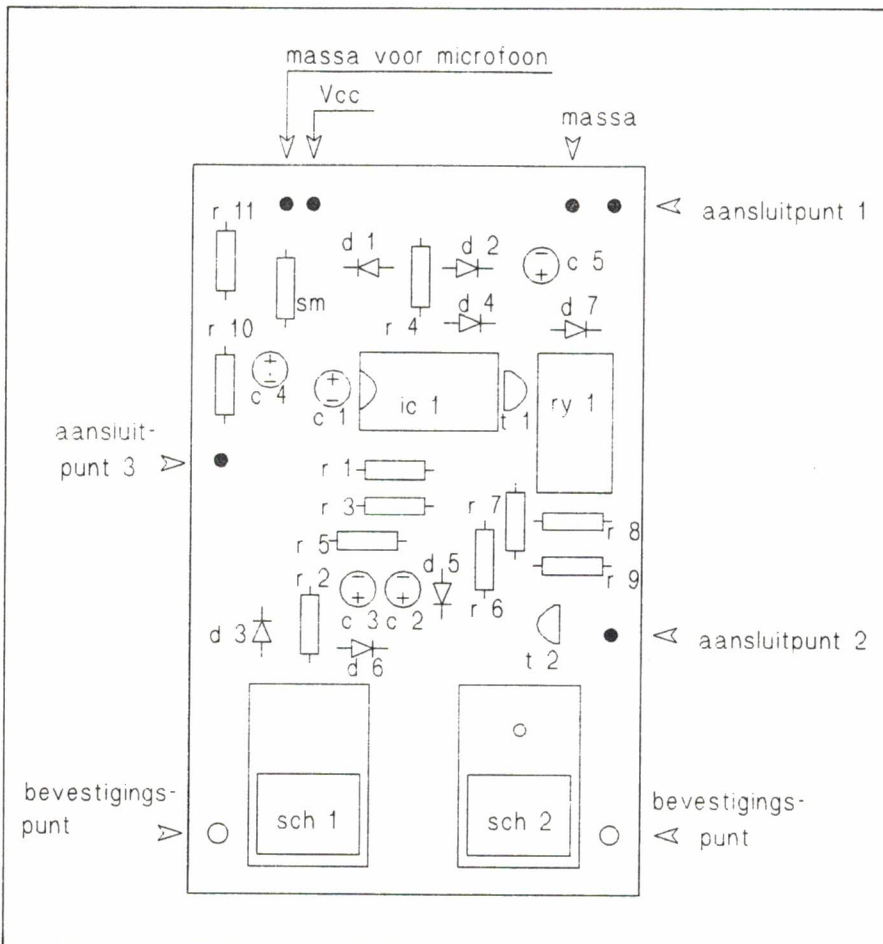 massa voor microfoon
Vcc
massa
r 11
aansluitpunt 1
d 1
d 2
c 5
sm
r 4
d 4
d 7
r 10
c 4
c 1
ic 1
t 1
ry 1
aansluit-
punt 3
r 1
r 3
r 7
r 8
r 5
d 5
r 9
r 2
r 6
c 3
c 2
d 3
d 6
t 2
aansluitpunt 2
bevestigings-
punt
sch 1
sch 2
bevestigings-
punt